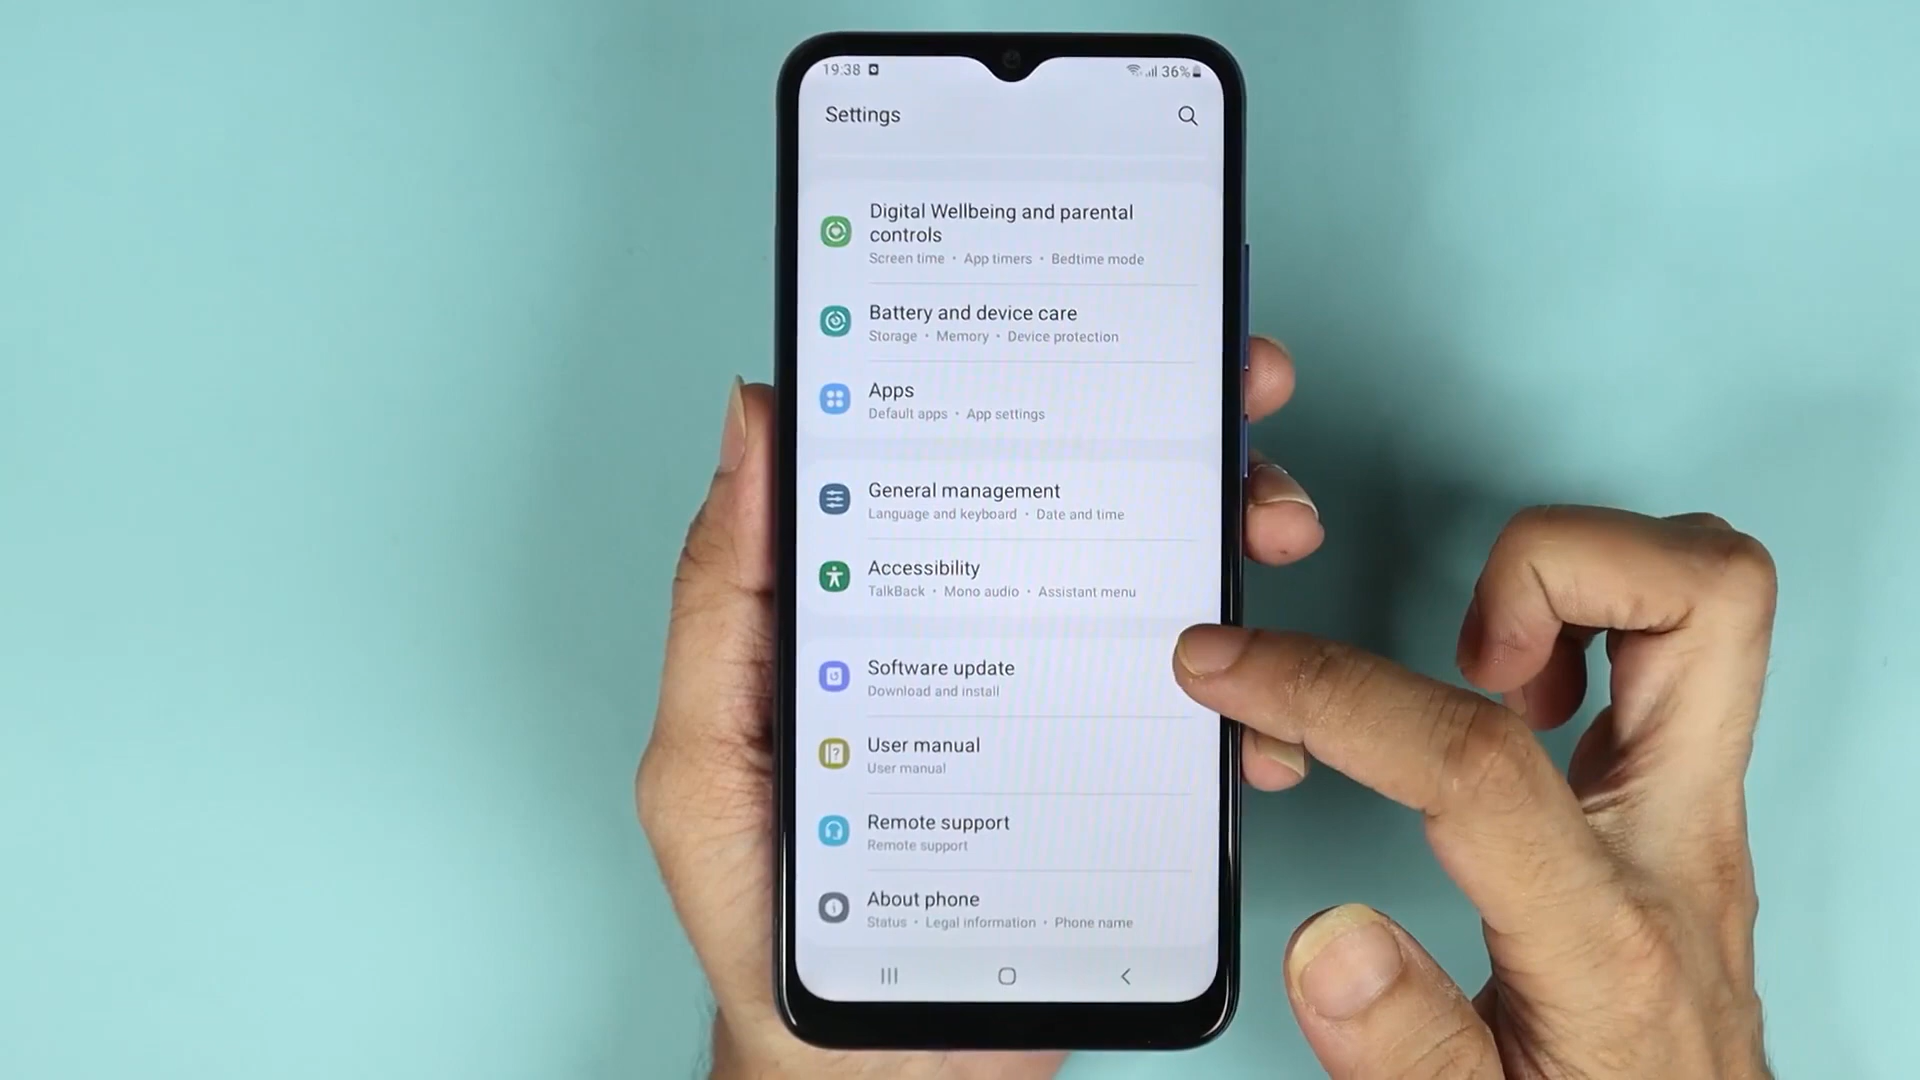 19:38
36%
Settings
Digital Wellbeing and parental
controls
Screen time • App timers • Bedtime mode
Battery and device care
Storage • Memory • Device protection
Apps
Default apps • App settings
General management
Language and keyboard • Date and time
Accessibility
TalkBack • Mono audio • Assistant menu
Software update
Download and install
User manual
User manual
Remote support
Remote support
About phone
Status • Legal information • Phone name